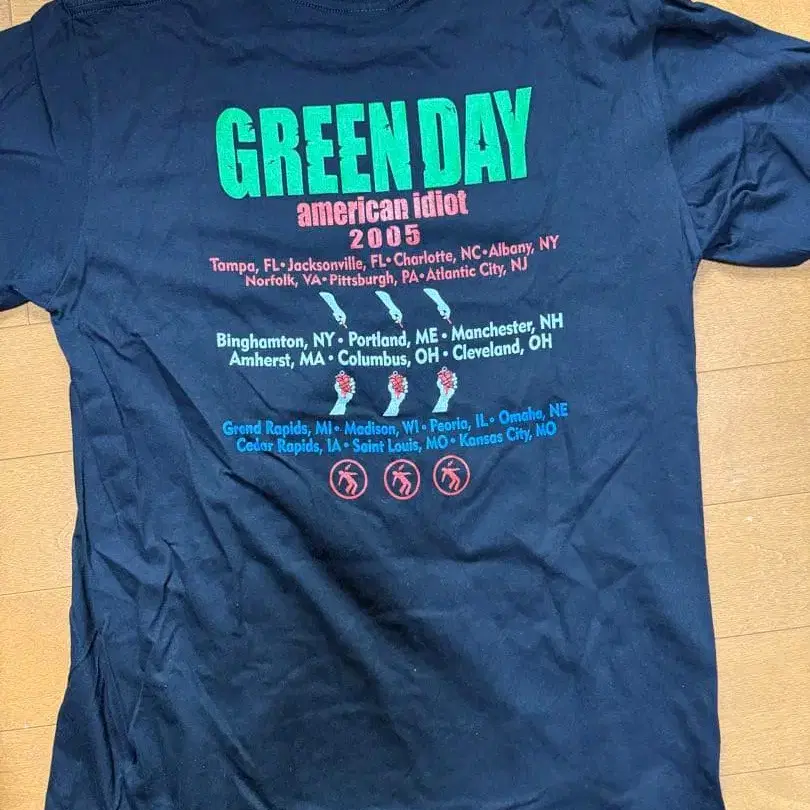 GREEN DAY
american idiot
2005
Tampa, FL•Jacksonville, FL•Charlotte, NC•Albany, NY
Norfolk, VA•Pittsburgh, PA•Atlantic City, NJ
Binghamton, NY • Portland, ME • Manchester, NH
Amherst, MA • Columbus, OH • Cleveland, OH
Grand Rapids, MI • Madison, WI • Peoria, IL • Omaha, NE
Cedar Rapids, IA • Saint Louis, MO • Kansas City, MO